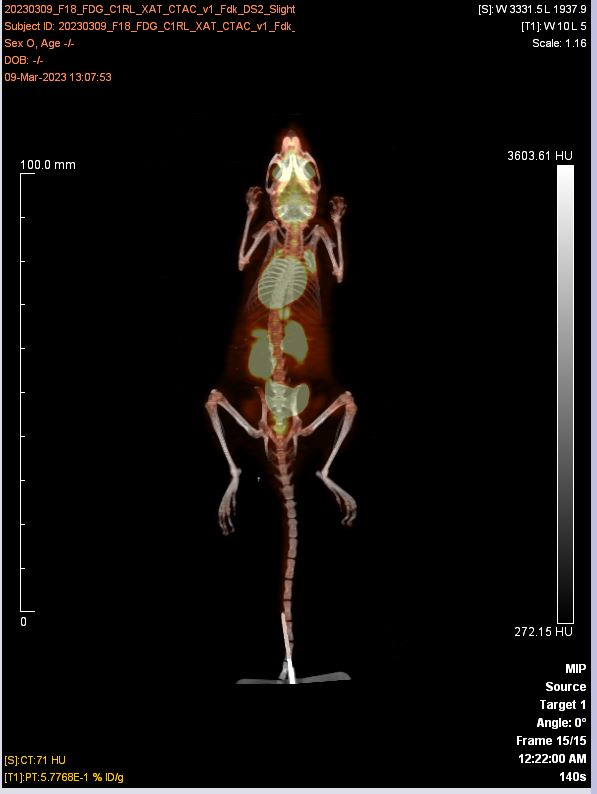 20230309_F18_FDG_C1RL_XAT_CTAC_v1_Fdk_DS2_Slight
Subject ID: 20230309_F18_FDG_C1RL_XAT_CTAC_v1_Fdk_
Sex O, Age -/-
DOB: -/-
09-Mar-2023 13:07:53
[S]: W 3331.5 L 1937.9
[T1]: W 10 L 5
Scale: 1.16
100.0 mm
0
3603.61 HU
272.15 HU
MIP
Source
Target 1
Angle: 0°
Frame 15/15
12:22:00 AM
140s
[S]:CT:71 HU
[T1]:PT:5.7768E-1 % ID/g